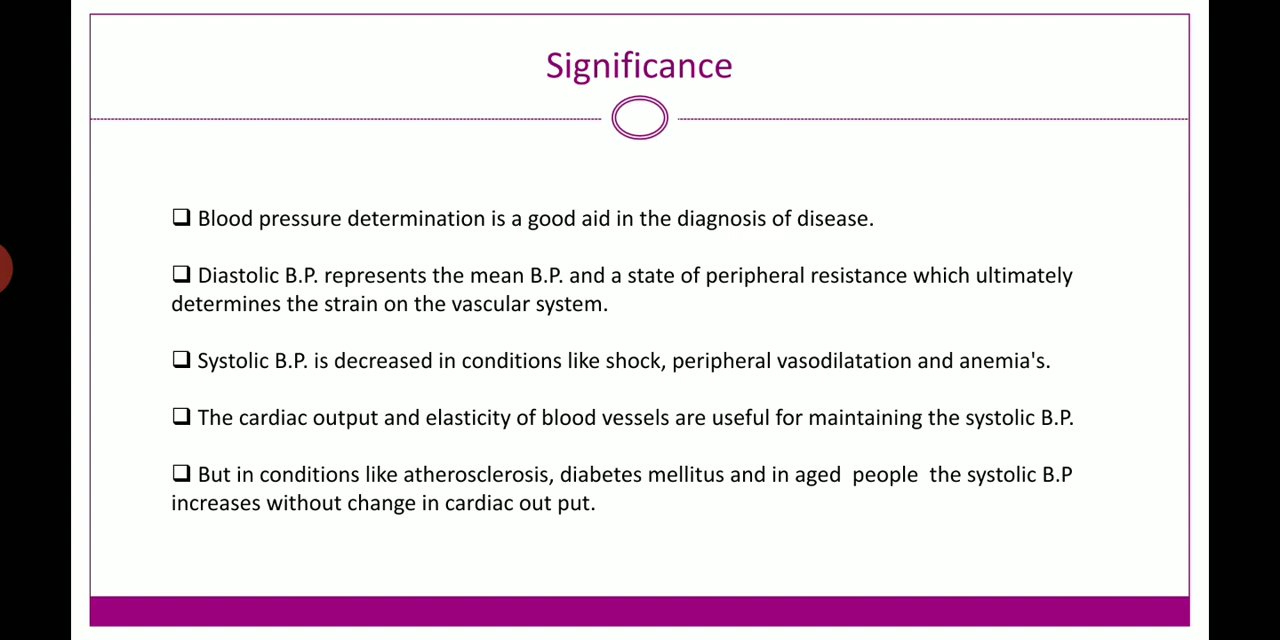 Significance
❑ Blood pressure determination is a good aid in the diagnosis of disease.
❑ Diastolic B.P. represents the mean B.P. and a state of peripheral resistance which ultimately
determines the strain on the vascular system.
❑ Systolic B.P. is decreased in conditions like shock, peripheral vasodilatation and anemia's.
❑ The cardiac output and elasticity of blood vessels are useful for maintaining the systolic B.P.
❑ But in conditions like atherosclerosis, diabetes mellitus and in aged  people  the systolic B.P
increases without change in cardiac out put.